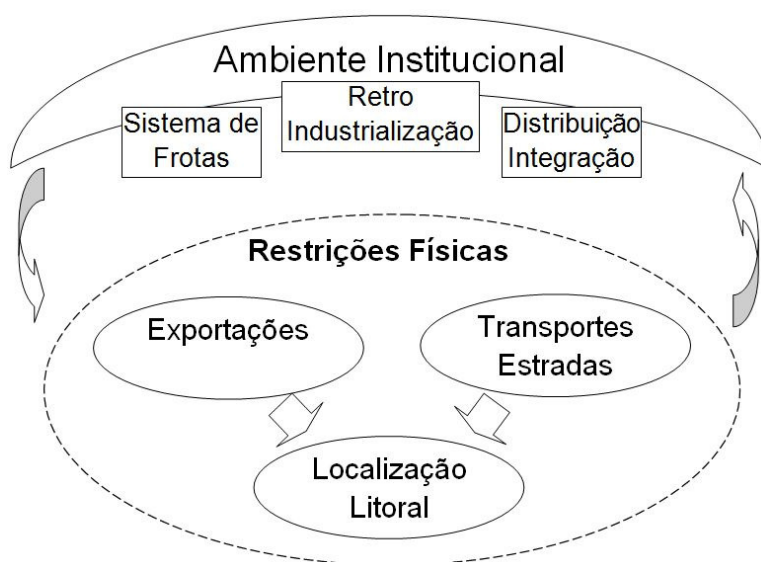 Ambiente Institucional
Sistema de
Frotas
Retro
Industrialização
Distribuição
Integração
Restrições Físicas
Exportações
Transportes
Estradas
Localização
Litoral